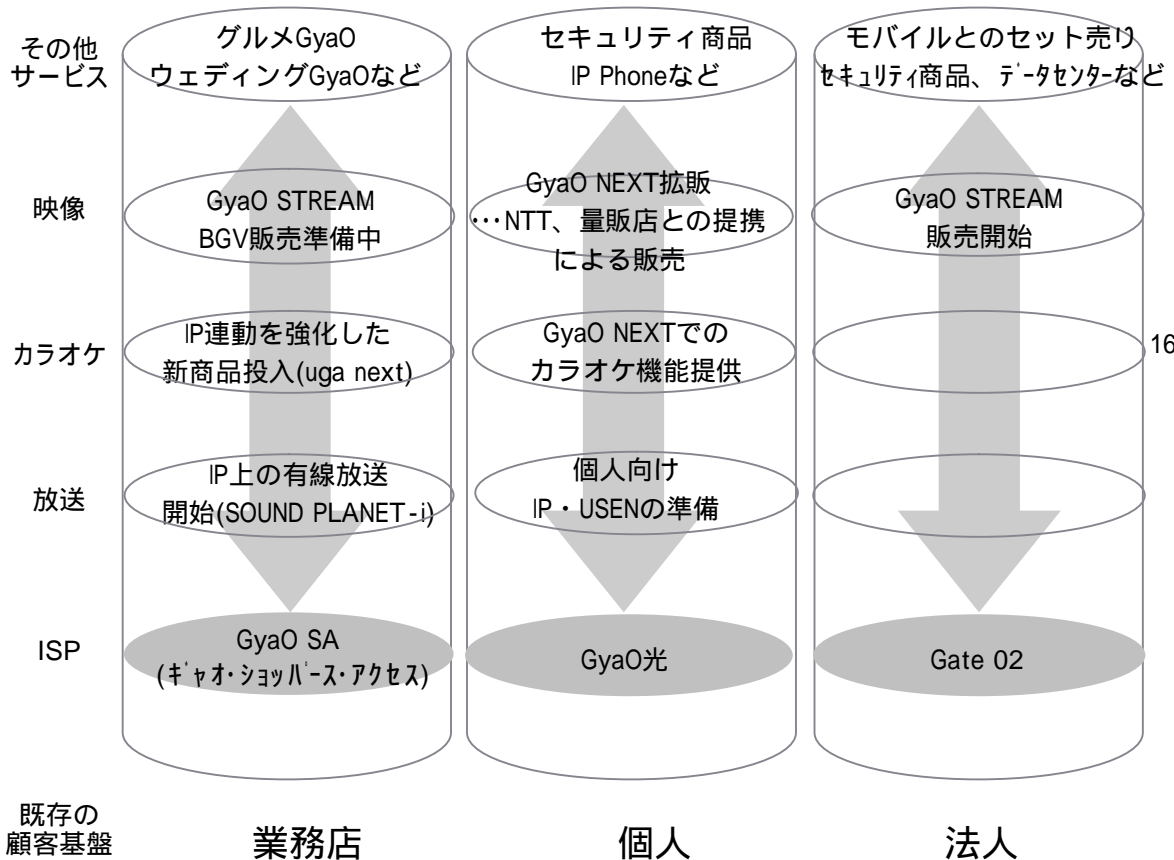 その他
サービス
グルメGyaO
ウェディングGyaOなど
セキュリティ商品
IP Phoneなど
モバイルとのセット売り
ｾｷｭﾘﾃｨ商品、ﾃﾞｰﾀｾﾝﾀｰなど
映像
GyaO STREAM
BGV販売準備中
GyaO NEXT拡販
…NTT、量販店との提携
による販売
GyaO STREAM
販売開始
カラオケ
IP連動を強化した
新商品投入(uga next)
GyaO NEXTでの
カラオケ機能提供
16
放送
IP上の有線放送
開始(SOUND PLANET-i)
個人向け
IP・USENの準備
ISP
GyaO SA
(ｷﾞｬｵ・ｼｮｯﾊﾟｰｽﾞ・ｱｸｾｽ)
GyaO光
Gate 02
既存の
顧客基盤
業務店
個人
法人